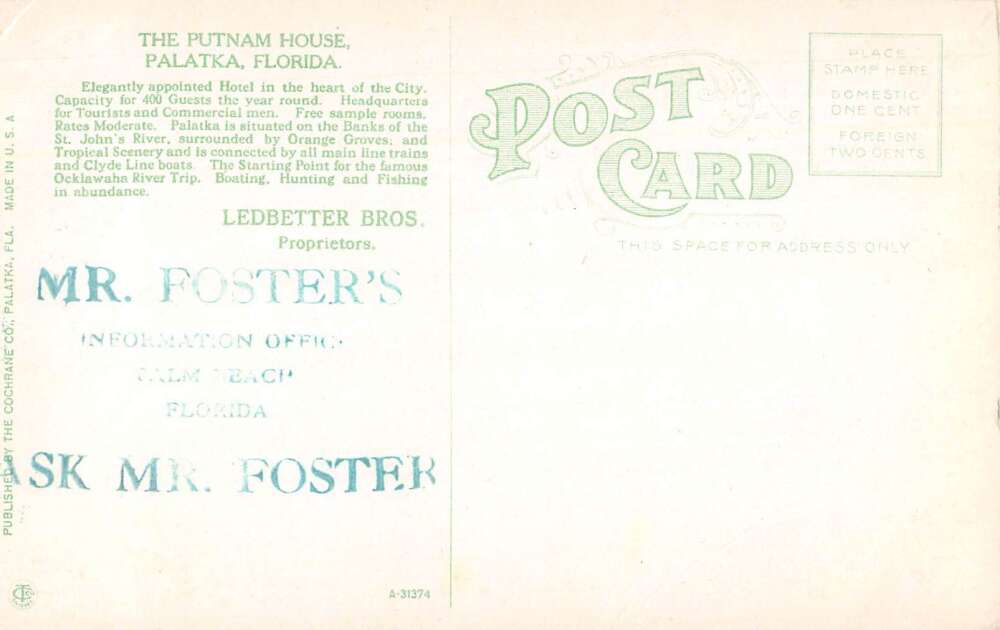 THE PUTNAM HOUSE,
PALATKA, FLORIDA.
Elegantly appointed Hotel in the heart of the City.
Capacity for 400 Guests the year round. Headquarters
for Tourists and Commercial men. Free sample rooms.
Rates Moderate. Palatka is situated on the Banks of the
St. John's River, surrounded by Orange Groves; and
Tropical Scenery and is connected by all main line trains
and Clyde Line boats. The Starting Point for the famous
Ocklawaha River Trip. Boating, Hunting and Fishing
in abundance.
LEDBETTER BROS.
Proprietors.
MR. FOSTER'S
INFORMATION OFFIC
PALM BEACH
FLORIDA
ASK MR. FOSTER
PUBLISHED BY THE COCHRANE CO., PALATKA, FLA. MADE IN U. S. A
A-31374
POST
CARD
THIS SPACE FOR ADDRESS ONLY
PLACE
STAMP HERE
DOMESTIC
ONE CENT
FOREIGN
TWO CENTS